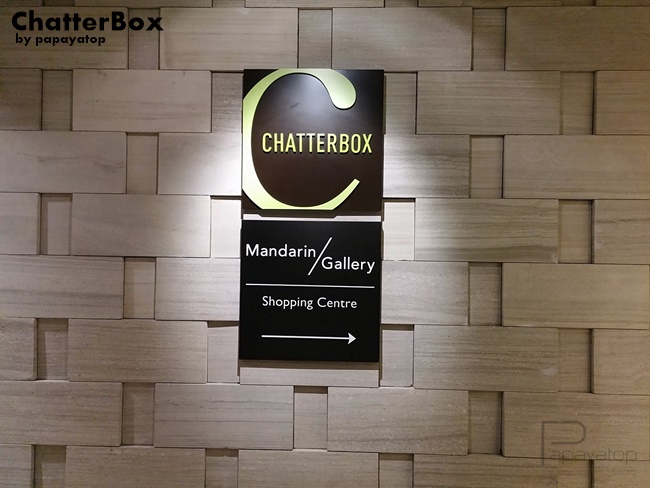 ChatterBox
by papayatop
CHATTERBOX
Mandarin/Gallery
Shopping Centre
Papayatop